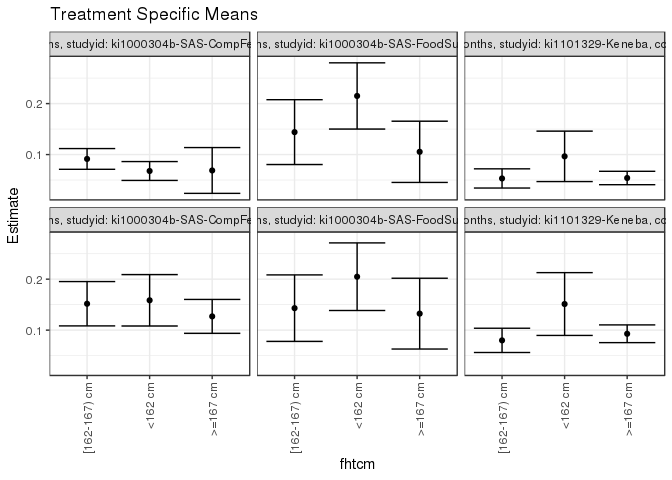 Treatment Specific Means
ns, studyid: ki1000304b-SAS-CompFe
ns, studyid: ki1000304b-SAS-FoodSu
onths, studyid: ki1101329-Keneba, co
0.2
0.1
ns, studyid: ki1000304b-SAS-CompFe
ns, studyid: ki1000304b-SAS-FoodSu
onths, studyid: ki1101329-Keneba, co
0.2
0.1
Estimate
[162-167) cm
<162 cm
>=167 cm
[162-167) cm
<162 cm
>=167 cm
[162-167) cm
<162 cm
>=167 cm
fhtcm